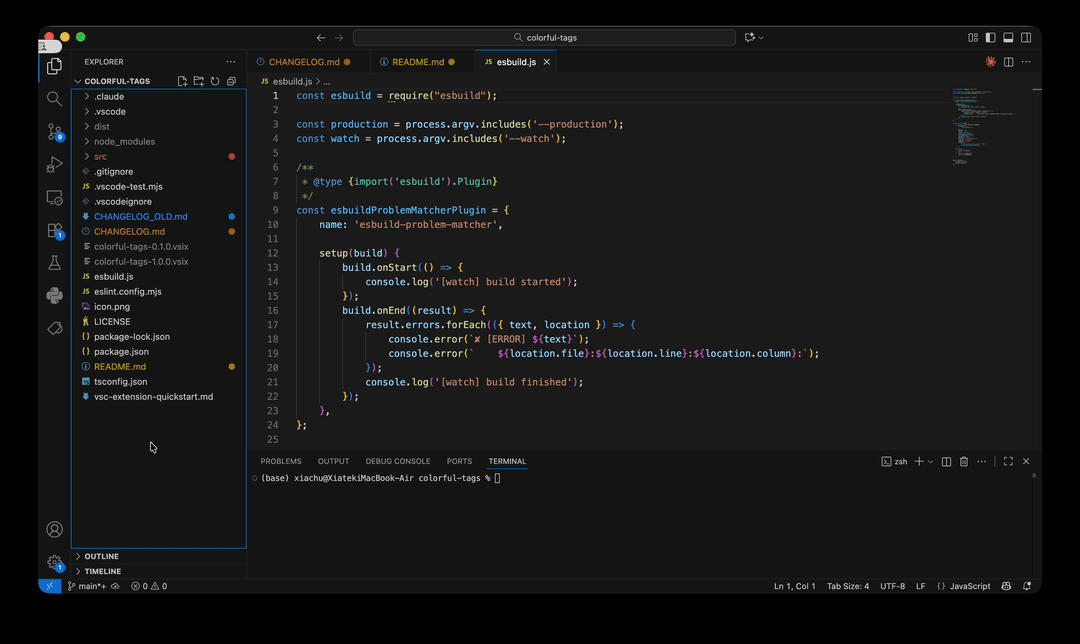 colorful-tags
EXPLORER
COLORFUL-TAGS
.claude
.vscode
dist
node_modules
src
.gitignore
JS .vscode-test.mjs
.vscodeignore
CHANGELOG_OLD.md
CHANGELOG.md
colorful-tags-0.1.0.vsix
colorful-tags-1.0.0.vsix
JS esbuild.js
JS eslint.config.mjs
icon.png
LICENSE
{} package-lock.json
{} package.json
README.md
tsconfig.json
vsc-extension-quickstart.md
OUTLINE
TIMELINE
9
1
1
CHANGELOG.md
README.md
JS esbuild.js
JS esbuild.js > ...
1 const esbuild = require("esbuild");
2
3 const production = process.argv.includes('--production');
4 const watch = process.argv.includes('--watch');
5
6 /**
7  * @type {import('esbuild').Plugin}
8  */
9 const esbuildProblemMatcherPlugin = {
10     name: 'esbuild-problem-matcher',
11
12     setup(build) {
13         build.onStart(() => {
14             console.log('[watch] build started');
15         });
16         build.onEnd((result) => {
17             result.errors.forEach(({ text, location }) => {
18                 console.error(`✘ [ERROR] ${text}`);
19                 console.error(`    ${location.file}:${location.line}:${location.column}:`);
20             });
21             console.log('[watch] build finished');
22         });
23     },
24 };
25
PROBLEMS OUTPUT DEBUG CONSOLE PORTS TERMINAL
zsh
(base) xiachu@XiatekiMacBook-Air colorful-tags %
main*+ 0 0
Ln 1, Col 1 Tab Size: 4 UTF-8 LF {} JavaScript